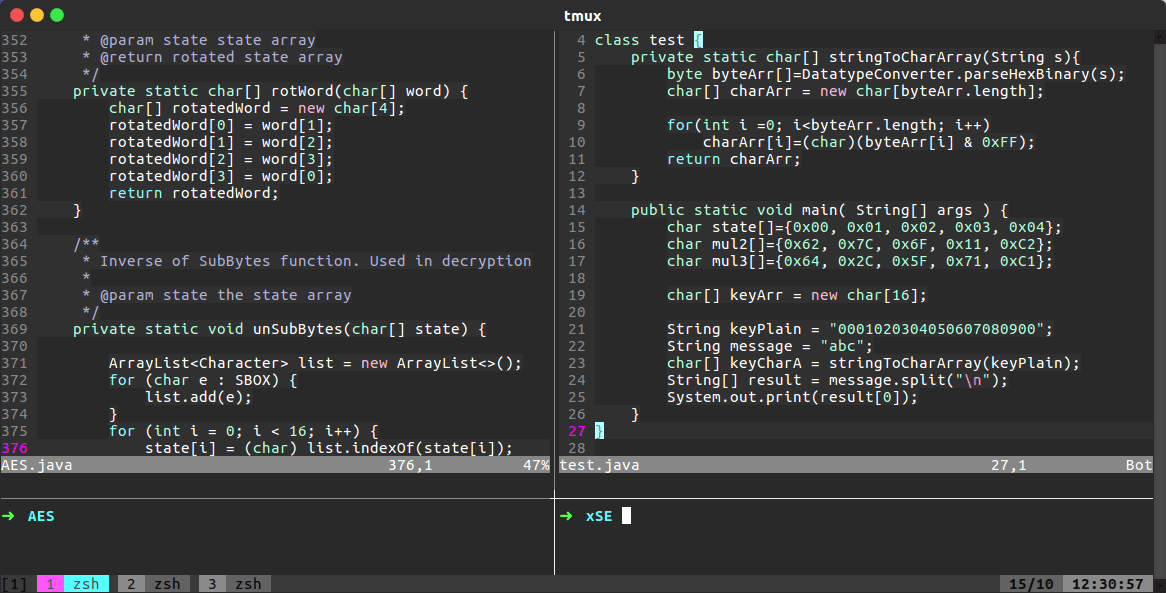 tmux
352      * @param state state array
353      * @return rotated state array
354      */
355     private static char[] rotWord(char[] word) {
356         char[] rotatedWord = new char[4];
357         rotatedWord[0] = word[1];
358         rotatedWord[1] = word[2];
359         rotatedWord[2] = word[3];
360         rotatedWord[3] = word[0];
361         return rotatedWord;
362     }
363
364     /**
365      * Inverse of SubBytes function. Used in decryption
366      *
367      * @param state the state array
368      */
369     private static void unSubBytes(char[] state) {
370
371         ArrayList<Character> list = new ArrayList<>();
372         for (char e : SBOX) {
373             list.add(e);
374         }
375         for (int i = 0; i < 16; i++) {
376             state[i] = (char) list.indexOf(state[i]);
AES.java                                   376,1          47%
4 class test {
5     private static char[] stringToCharArray(String s){
6         byte byteArr[]=DatatypeConverter.parseHexBinary(s);
7         char[] charArr = new char[byteArr.length];
8
9         for(int i =0; i<byteArr.length; i++)
10             charArr[i]=(char)(byteArr[i] & 0xFF);
11         return charArr;
12     }
13
14     public static void main( String[] args ) {
15         char state[]={0x00, 0x01, 0x02, 0x03, 0x04};
16         char mul2[]={0x62, 0x7C, 0x6F, 0x11, 0xC2};
17         char mul3[]={0x64, 0x2C, 0x5F, 0x71, 0xC1};
18
19         char[] keyArr = new char[16];
20
21         String keyPlain = "0001020304050607080900";
22         String message = "abc";
23         char[] keyCharA = stringToCharArray(keyPlain);
24         String[] result = message.split("\n");
25         System.out.print(result[0]);
26     }
27 }
28
test.java                                       27,1           Bot
➜ AES
➜ xSE
[1] 1 zsh 2 zsh 3 zsh 15/10 12:30:57